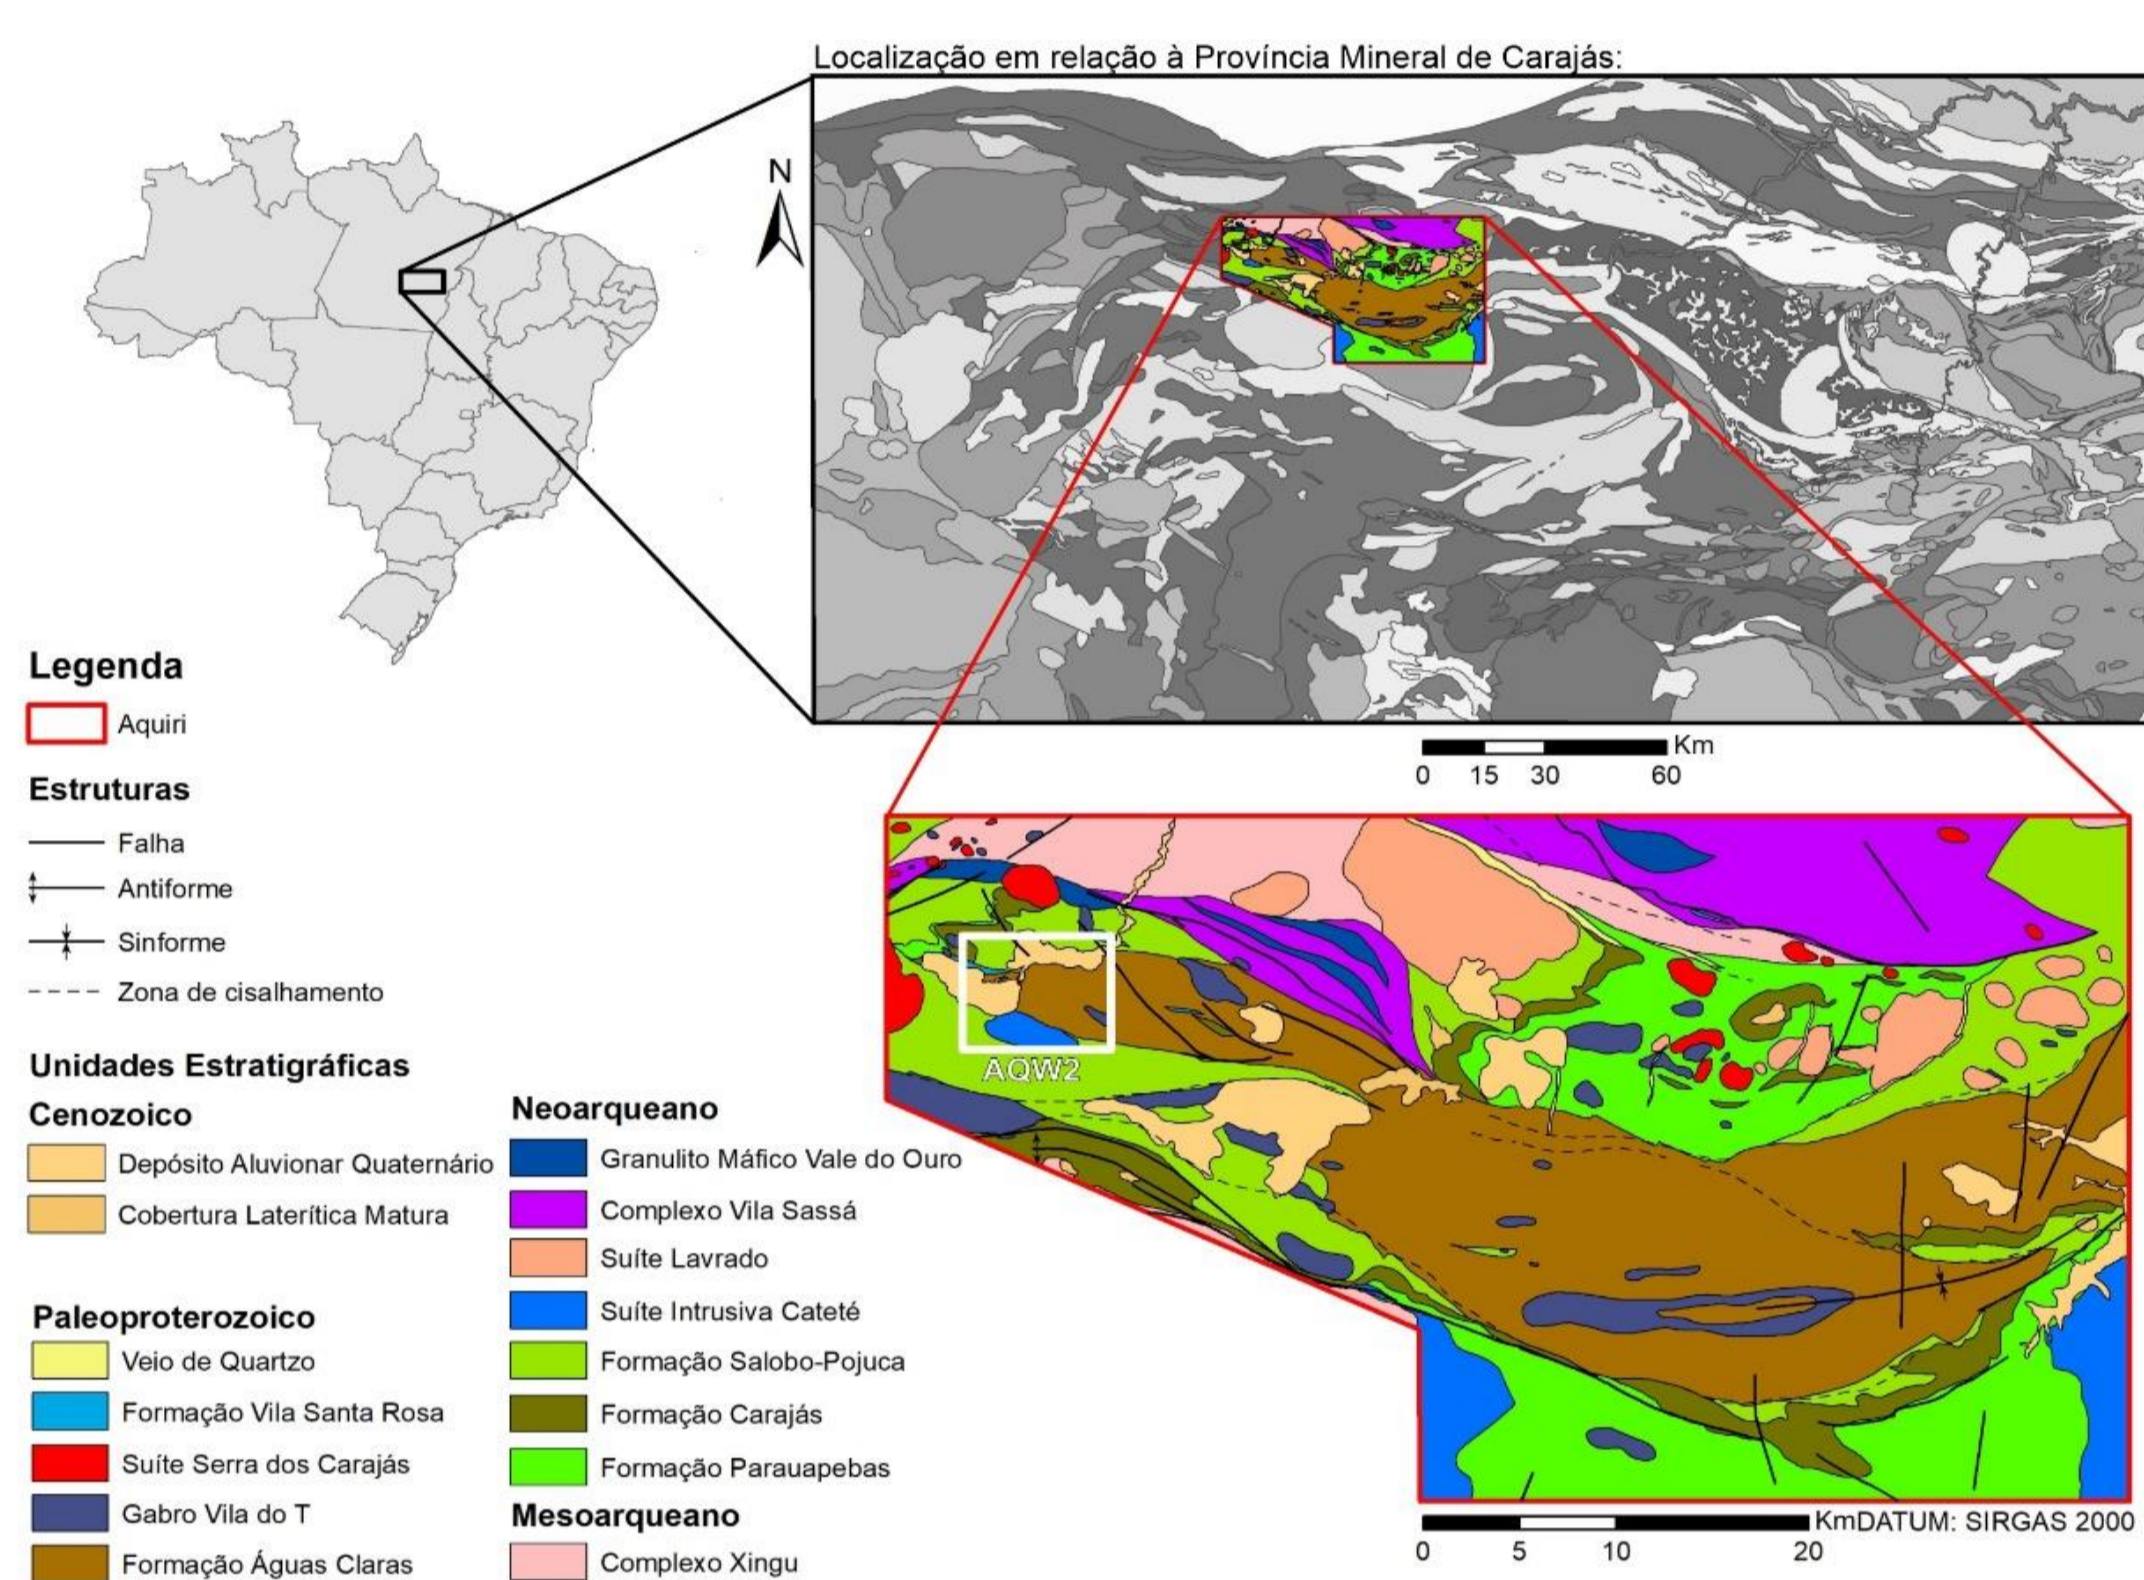 Localização em relação à Província Mineral de Carajás:
N
Km
0 15 30 60
Legenda
Aquiri
Estruturas
Falha
Antiforme
Sinforme
Zona de cisalhamento
Unidades Estratigráficas
Cenozoico
Depósito Aluvionar Quaternário
Cobertura Laterítica Matura
Paleoproterozoico
Veio de Quartzo
Formação Vila Santa Rosa
Suíte Serra dos Carajás
Gabro Vila do T
Formação Águas Claras
Neoarqueano
Granulito Máfico Vale do Ouro
Complexo Vila Sassá
Suíte Lavrado
Suíte Intrusiva Cateté
Formação Salobo-Pojuca
Formação Carajás
Formação Parauapebas
Mesoarqueano
Complexo Xingu
AQW2
KmDATUM: SIRGAS 2000
0 5 10 20